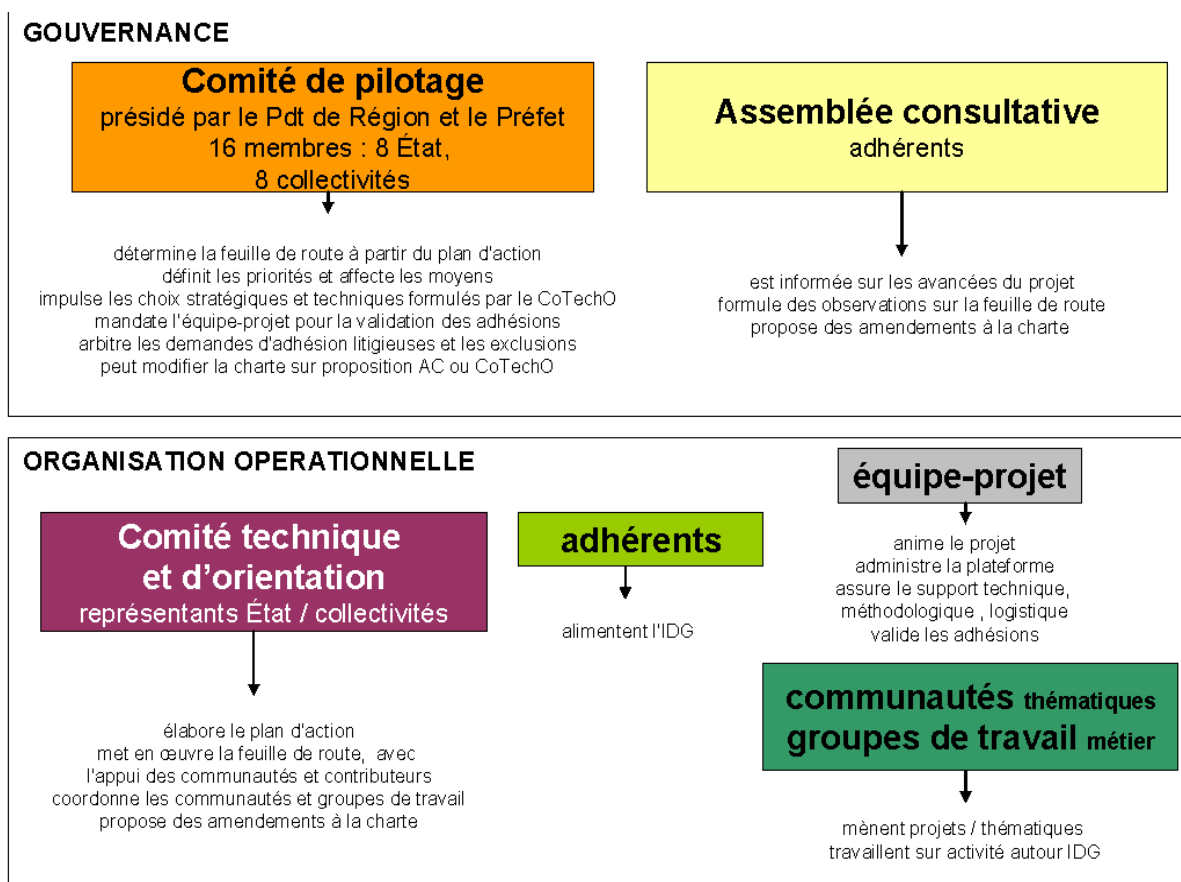 GOUVERNANCE
Comité de pilotage
présidé par le Pdt de Région et le Préfet
16 membres : 8 État,
8 collectivités
détermine la feuille de route à partir du plan d'action
définit les priorités et affecte les moyens
impulse les choix stratégiques et techniques formulés par le CoTechO
mandate l'équipe-projet pour la validation des adhésions
arbitre les demandes d'adhésion litigieuses et les exclusions
peut modifier la charte sur proposition AC ou CoTechO
Assemblée consultative
adhérents
est informée sur les avancées du projet
formule des observations sur la feuille de route
propose des amendements à la charte
ORGANISATION OPERATIONNELLE
Comité technique
et d'orientation
représentants État / collectivités
élabore le plan d'action
met en œuvre la feuille de route, avec
l'appui des communautés et contributeurs
coordonne les communautés et groupes de travail
propose des amendements à la charte
adhérents
alimentent l'IDG
équipe-projet
anime le projet
administre la plateforme
assure le support technique,
méthodologique , logistique
valide les adhésions
communautés thématiques
groupes de travail métier
mènent projets / thématiques
travaillent sur activité autour IDG